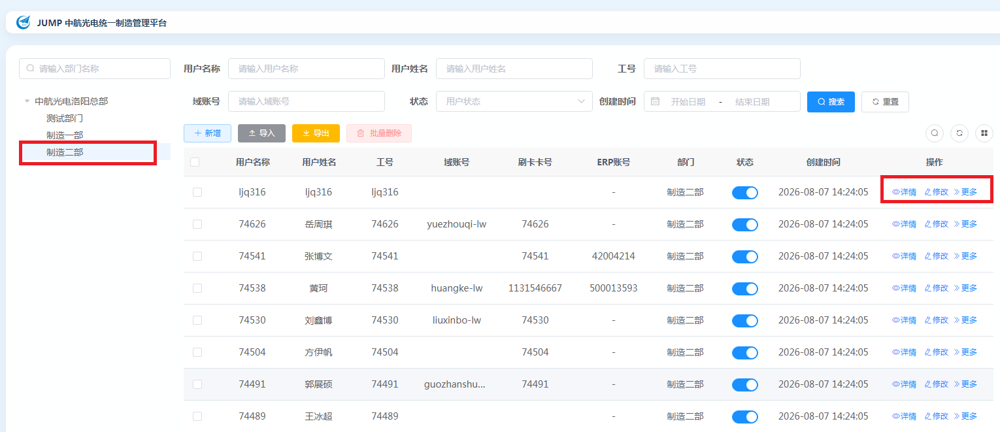 JUMP 中航光电统一制造管理平台
请输入部门名称 用户名称 请输入用户名称 用户姓名 请输入用户姓名 工号 请输入工号
中航光电洛阳总部 域账号 请输入域账号 状态 用户状态 创建时间 开始日期 - 结束日期 搜索 重置
测试部门
制造一部 新增 导入 导出 批量删除
制造二部
用户名称 用户姓名 工号 域账号 刷卡卡号 ERP账号 部门 状态 创建时间 操作
ljq316 ljq316 ljq316 - 制造二部 2026-08-07 14:24:05 详情 修改 更多
74626 岳周琪 74626 yuezhouqi-lw 74626 - 制造二部 2026-08-07 14:24:05 详情 修改 更多
74541 张博文 74541 74541 42004214 制造二部 2026-08-07 14:24:05 详情 修改 更多
74538 黄珂 74538 huangke-lw 1131546667 500013593 制造二部 2026-08-07 14:24:05 详情 修改 更多
74530 刘鑫博 74530 liuxinbo-lw 74530 - 制造二部 2026-08-07 14:24:05 详情 修改 更多
74504 方伊帆 74504 74504 - 制造二部 2026-08-07 14:24:05 详情 修改 更多
74491 郭展硕 74491 guozhanshu... 74491 - 制造二部 2026-08-07 14:24:05 详情 修改 更多
74489 王冰超 74489 - 制造二部 2026-08-07 14:24:05 详情 修改 更多